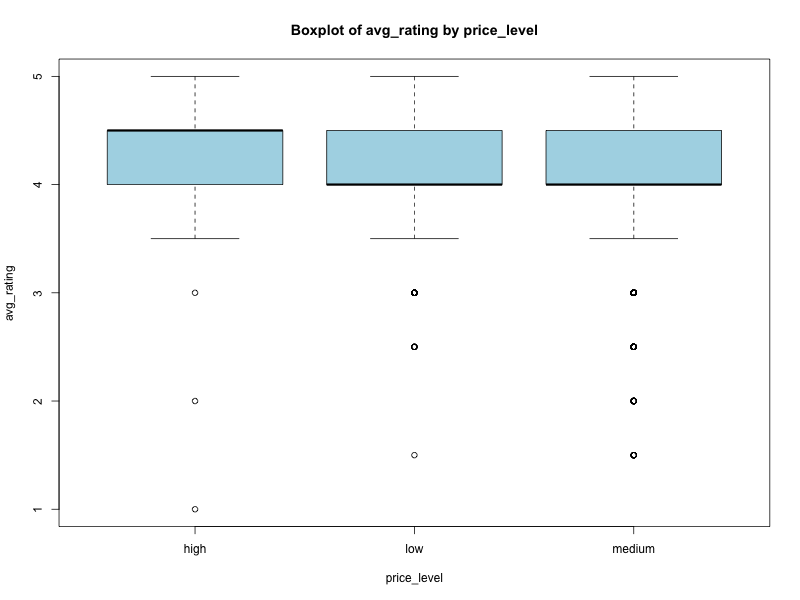 Boxplot of avg_rating by price_level
avg_rating
5
4
3
2
1
high low medium
price_level